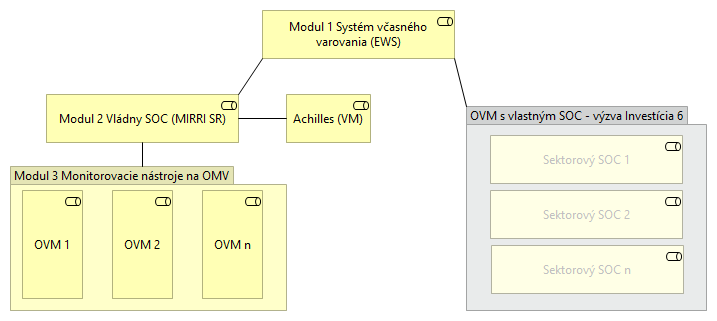 Modul 1 Systém včasného
varovania (EWS)
Modul 2 Vládny SOC (MIRRI SR)
Achilles (VM)
OVM s vlastným SOC - výzva Investícia 6
Sektorový SOC 1
Sektorový SOC 2
Sektorový SOC n
Modul 3 Monitorovacie nástroje na OMV
OVM 1
OVM 2
OVM n